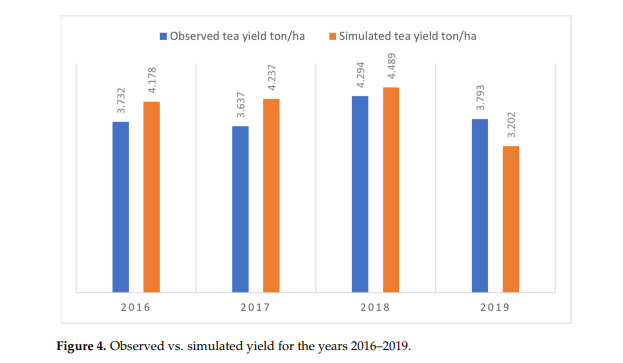 Observed tea yield ton/ha Simulated tea yield ton/ha
3.732 4.178 3.637 4.237 4.294 4.489 3.793 3.202
2016 2017 2018 2019
Figure 4. Observed vs. simulated yield for the years 2016–2019.